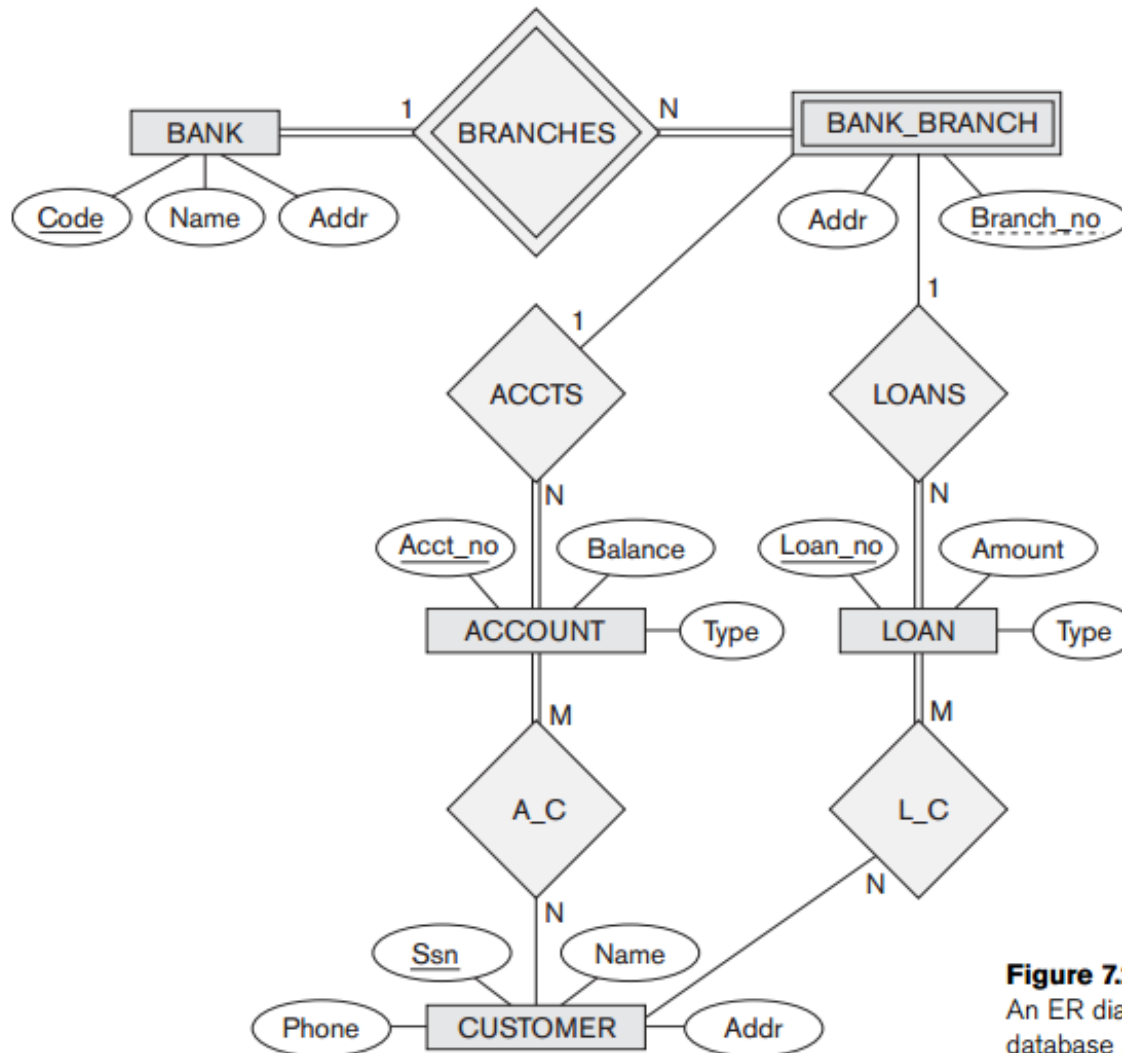 1
N
BANK
BRANCHES
BANK_BRANCH
Code
Name
Addr
Addr
Branch_no
1
1
ACCTS
LOANS
N
N
Acct_no
Balance
Loan_no
Amount
ACCOUNT
Type
LOAN
Type
M
M
A_C
L_C
N
N
Ssn
Name
Phone
CUSTOMER
Addr
Figure 7.
An ER dia
database